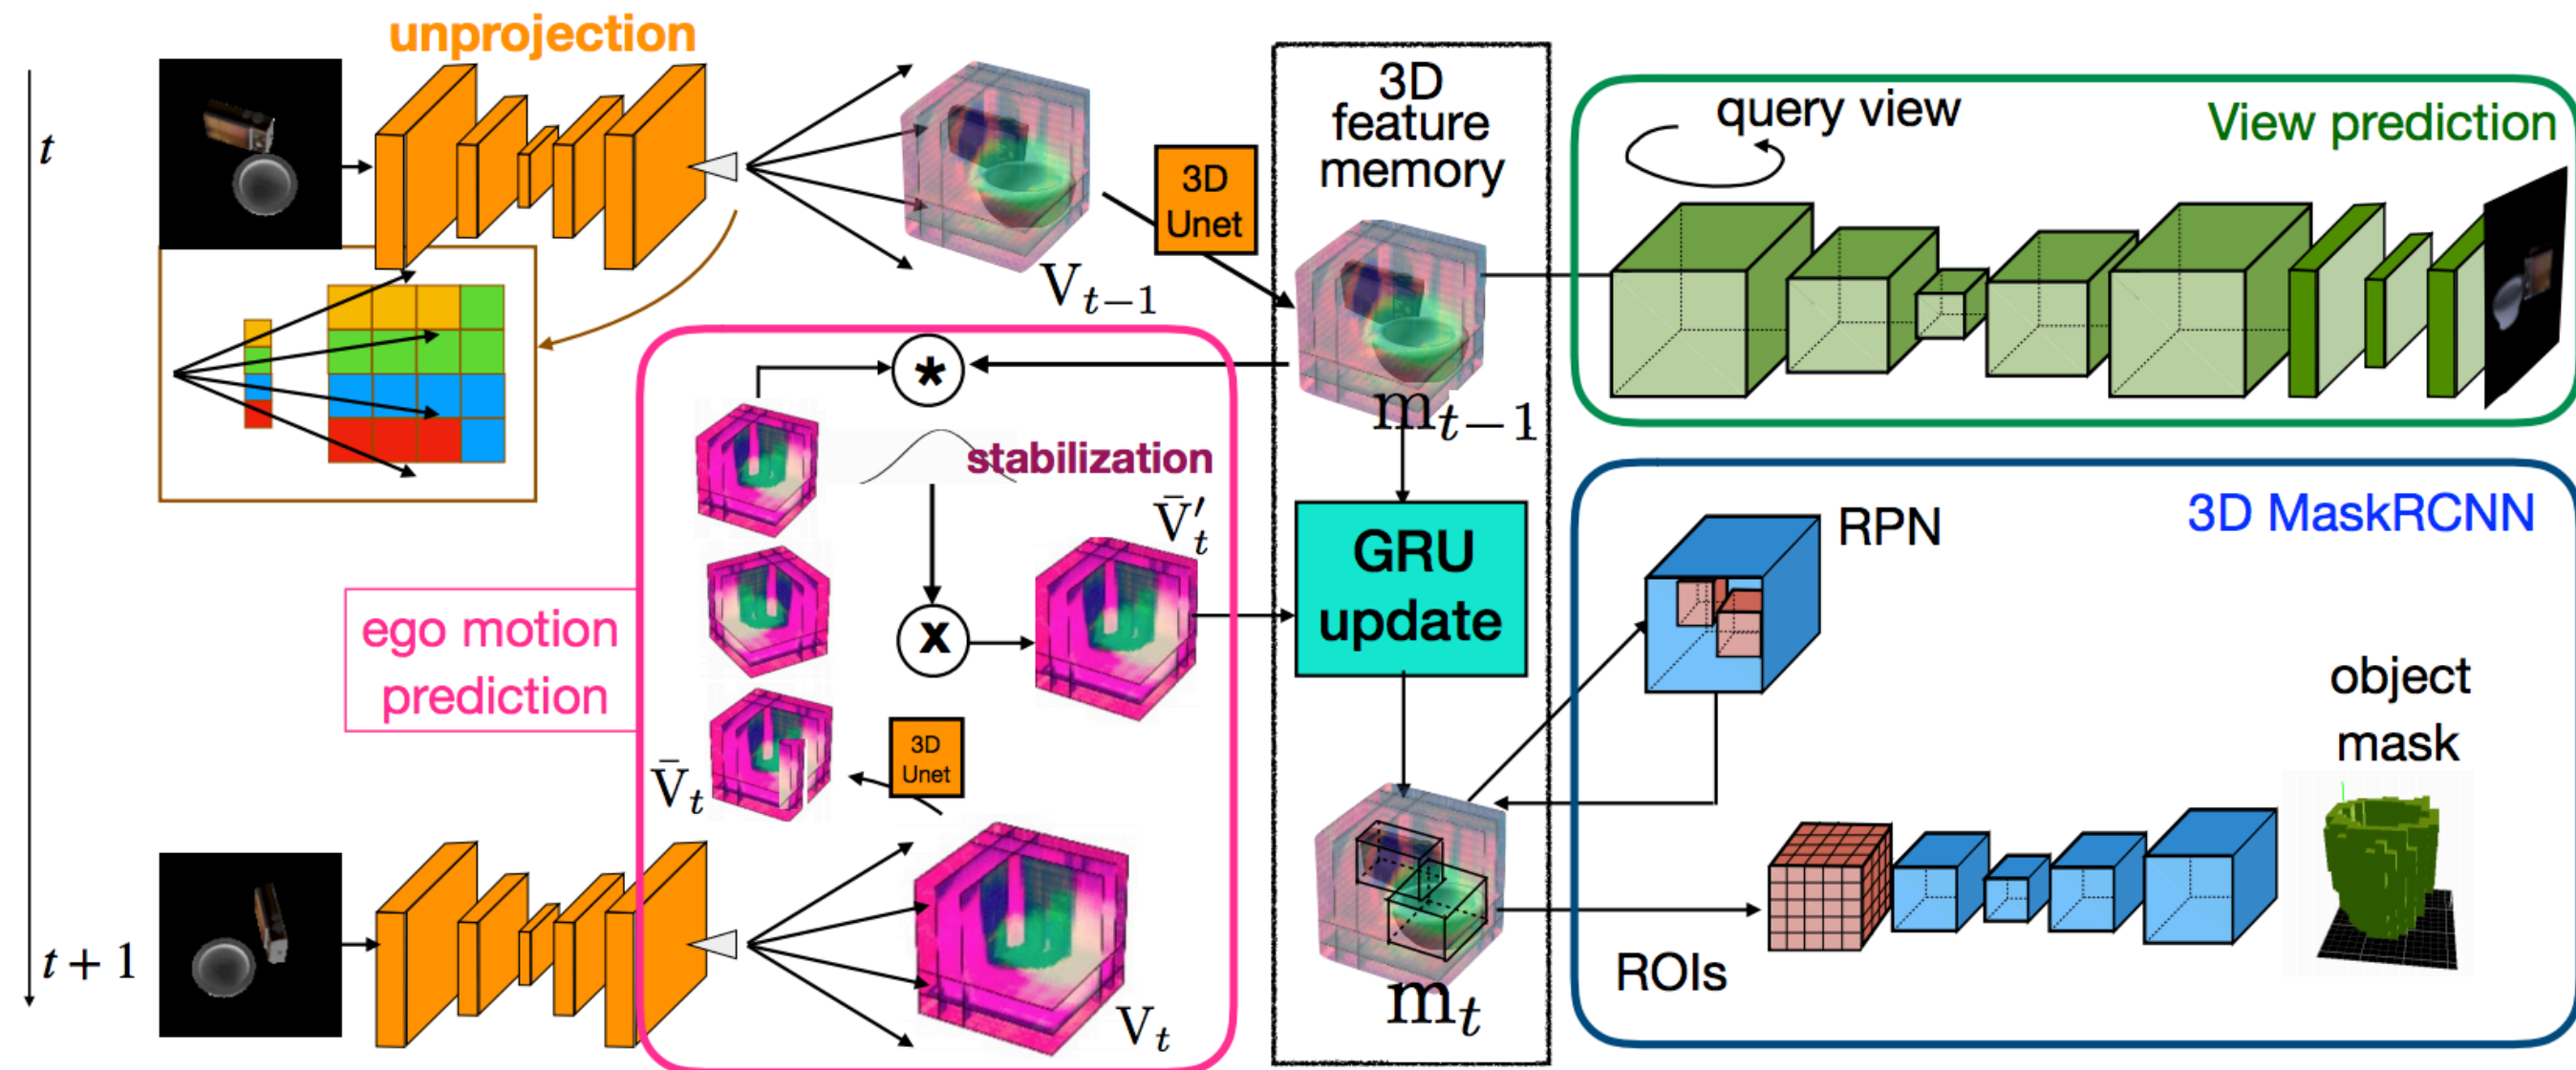 unprojection
t
V_{t−1}
3D
Unet
3D
feature
memory
m_{t−1}
query view
View prediction
*
stabilization
V̄′_t
x
ego motion
prediction
V̄_t
3D
Unet
GRU
update
RPN
3D MaskRCNN
object
mask
t + 1
V_t
m_t
ROIs